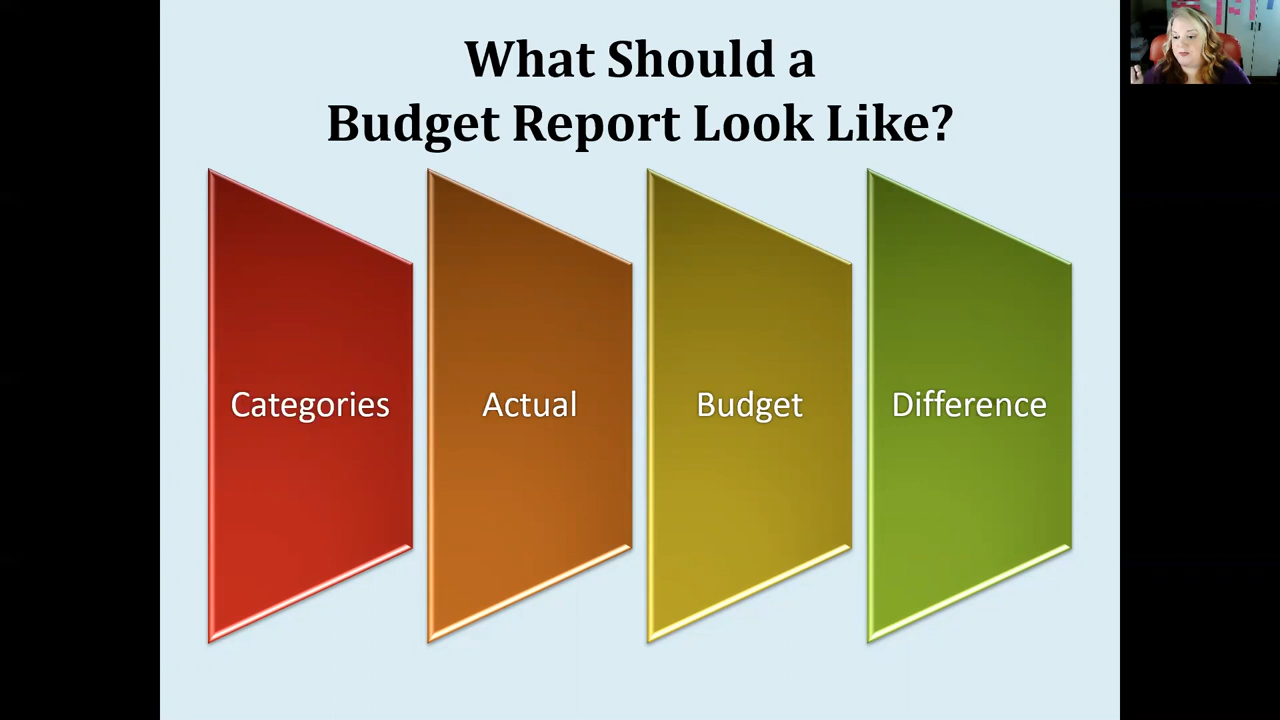 What Should a
Budget Report Look Like?
Categories
Actual
Budget
Difference